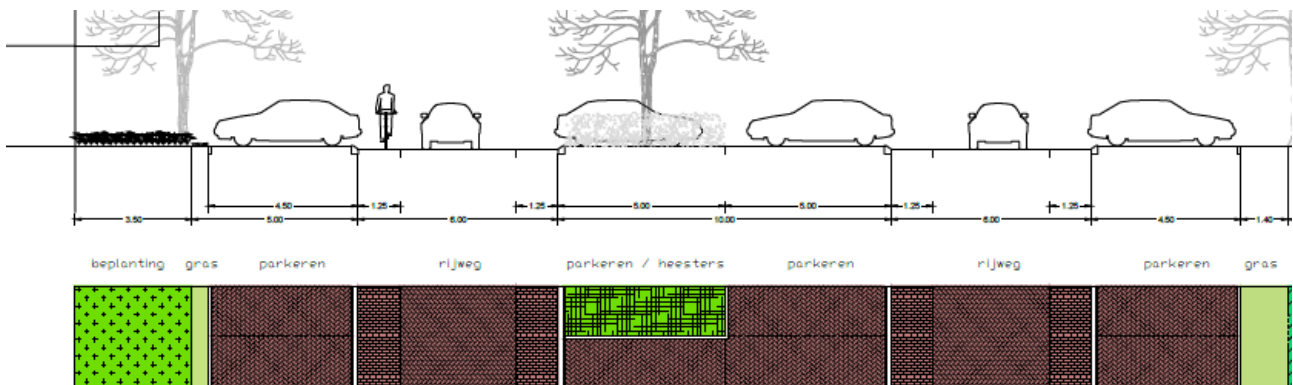 4.50 1.25 1.25 5.00 5.00 1.25 1.25 4.50 1.40
3.50 5.00 6.00 10.00 6.00
beplanting gras parkeren rijweg parkeren / heesters parkeren rijweg parkeren gras